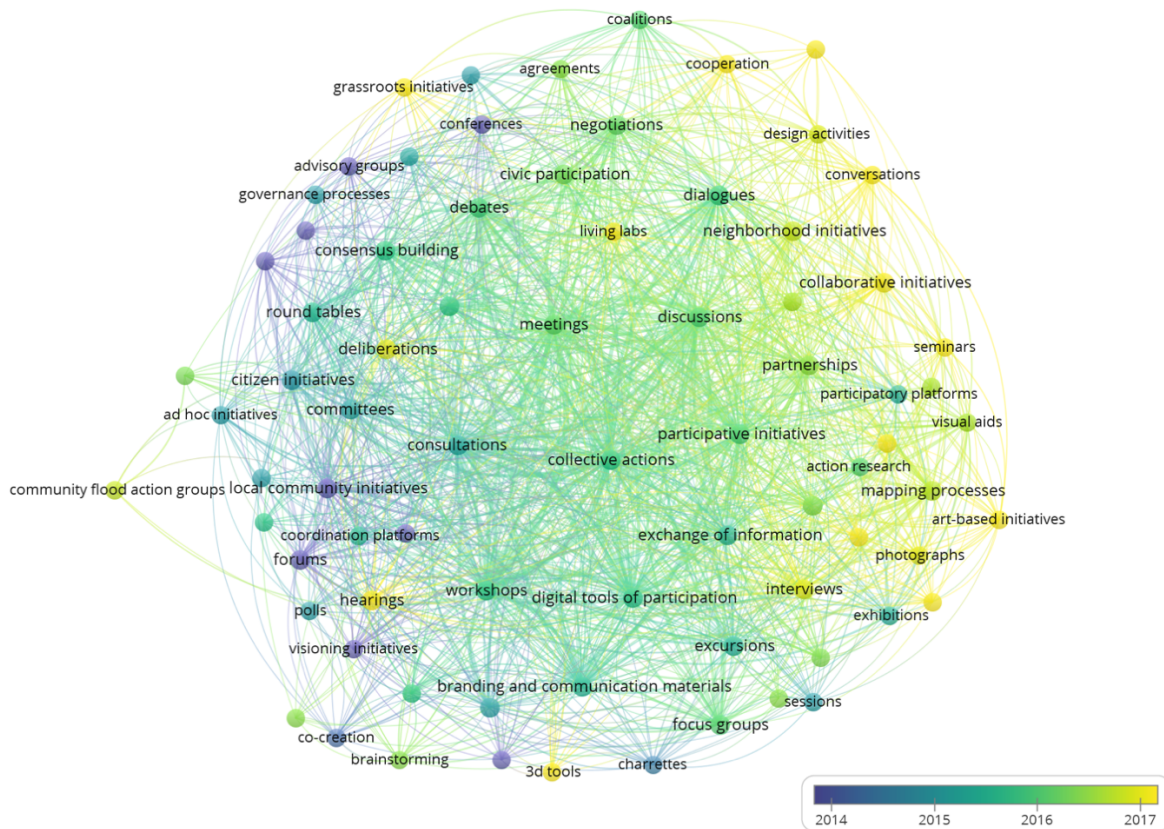 coalitions
cooperation
agreements
grassroots initiatives
conferences
negotiations
design activities
advisory groups
civic participation
conversations
governance processes
debates
dialogues
living labs
neighborhood initiatives
consensus building
collaborative initiatives
round tables
meetings
discussions
deliberations
seminars
partnerships
citizen initiatives
participatory platforms
ad hoc initiatives
committees
visual aids
consultations
participative initiatives
collective actions
action research
community flood action groups
local community initiatives
mapping processes
art-based initiatives
coordination platforms
exchange of information
forums
photographs
workshops
digital tools of participation
interviews
hearings
polls
exhibitions
visioning initiatives
excursions
branding and communication materials
sessions
focus groups
co-creation
brainstorming
3d tools
charrettes
2014
2015
2016
2017